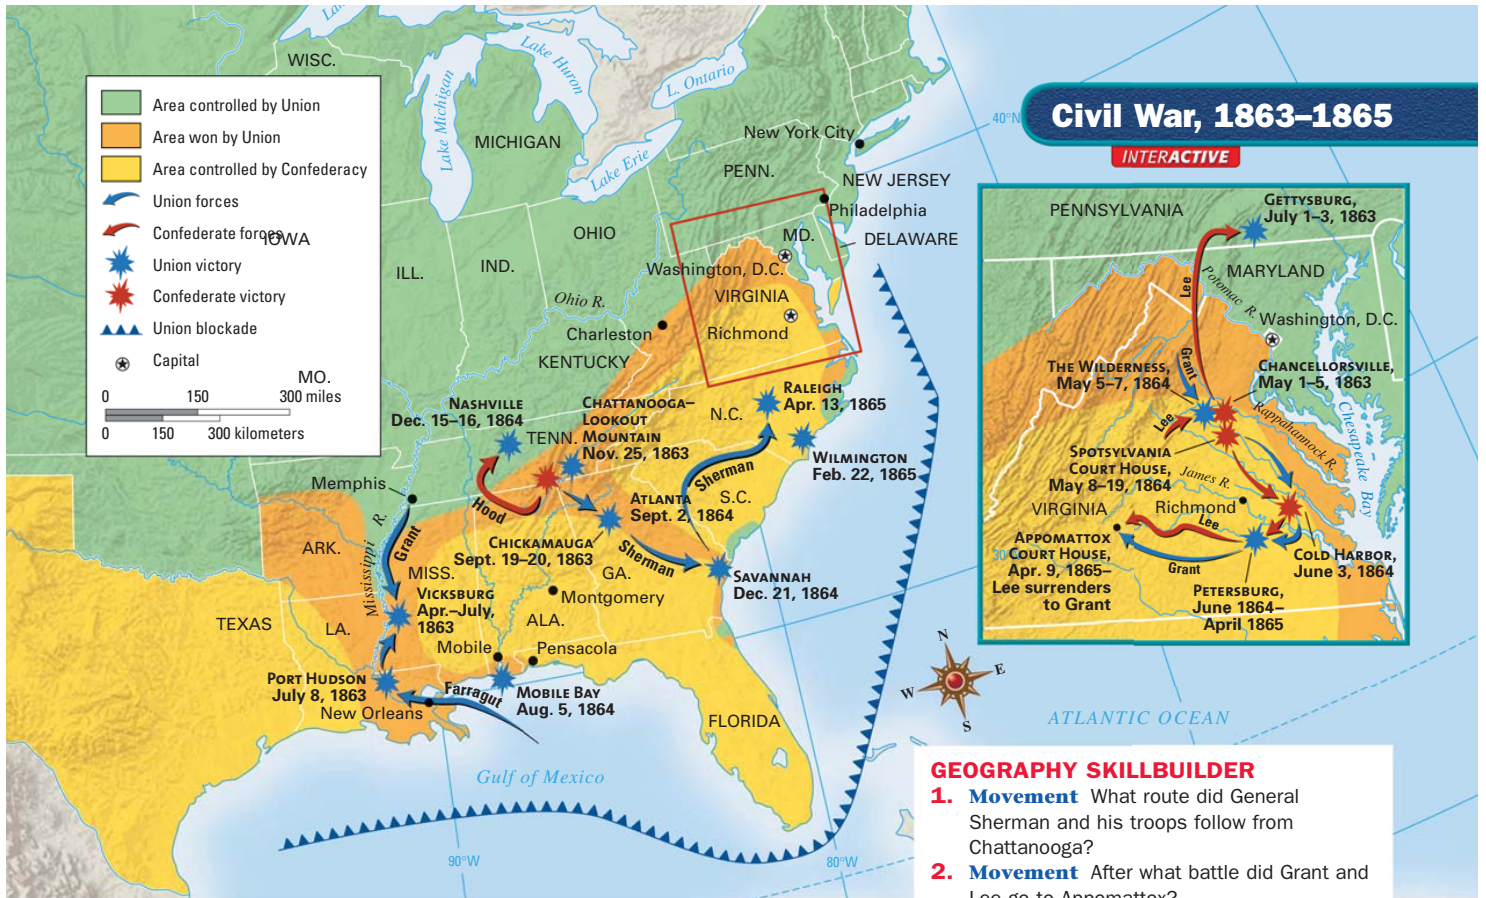 Civil War, 1863–1865
INTERACTIVE
Area controlled by Union
Area won by Union
Area controlled by Confederacy
Union forces
Confederate forces
Union victory
Confederate victory
Union blockade
Capital
0 150 300 miles
0 150 300 kilometers
WISC.
IOWA
MO.
MICHIGAN
Lake Michigan
Lake Huron
Lake Erie
L. Ontario
New York City
PENN.
NEW JERSEY
Philadelphia
MD.
DELAWARE
OHIO
IND.
ILL.
Ohio R.
Washington, D.C.
VIRGINIA
Richmond
Charleston
KENTUCKY
NASHVILLE
Dec. 15–16, 1864
TENN.
CHATTANOOGA–
LOOKOUT
MOUNTAIN
Nov. 25, 1863
N.C.
RALEIGH
Apr. 13, 1865
WILMINGTON
Feb. 22, 1865
Sherman
S.C.
Memphis
Hood
ATLANTA
Sept. 2, 1864
CHICKAMAUGA
Sept. 19–20, 1863
Sherman
GA.
SAVANNAH
Dec. 21, 1864
ARK.
Mississippi R.
Grant
MISS.
VICKSBURG
Apr.–July,
1863
Montgomery
ALA.
TEXAS
LA.
Mobile
Pensacola
PORT HUDSON
July 8, 1863
New Orleans
Farragut
MOBILE BAY
Aug. 5, 1864
FLORIDA
Gulf of Mexico
ATLANTIC OCEAN
90°W
80°W
40°N
30°
N
E
S
W
PENNSYLVANIA
GETTYSBURG,
July 1–3, 1863
MARYLAND
Potomac R.
Lee
Washington, D.C.
Grant
THE WILDERNESS,
May 5–7, 1864
CHANCELLORSVILLE,
May 1–5, 1863
Lee
Rappahannock R.
Chesapeake Bay
SPOTSYLVANIA
COURT HOUSE,
May 8–19, 1864
James R.
VIRGINIA
Richmond
Lee
APPOMATTOX
COURT HOUSE,
Apr. 9, 1865–
Lee surrenders
to Grant
Grant
COLD HARBOR,
June 3, 1864
PETERSBURG,
June 1864–
April 1865
GEOGRAPHY SKILLBUILDER
1. Movement What route did General
Sherman and his troops follow from
Chattanooga?
2. Movement After what battle did Grant and
Lee go to Appomattox?